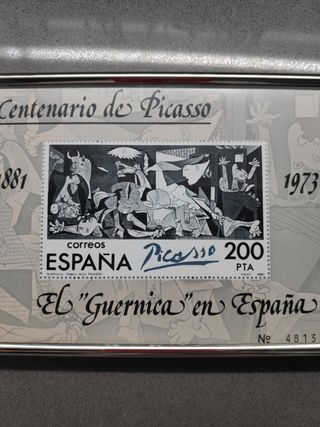 Centenario de Picasso
1881
1973
correos
ESPAÑA
Picasso
200
PTA
El "Guernica" en España
Nº 4813